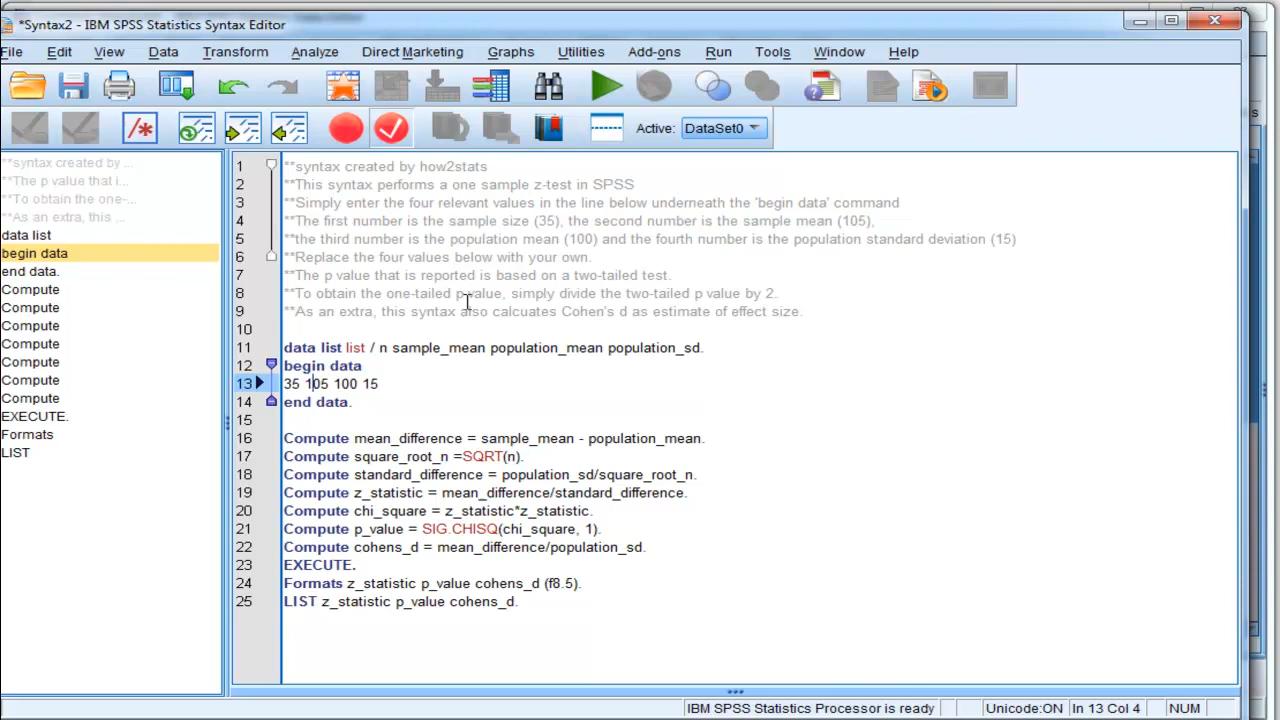 *Syntax2 - IBM SPSS Statistics Syntax Editor
File Edit View Data Transform Analyze Direct Marketing Graphs Utilities Add-ons Run Tools Window Help
/* Active: DataSet0
**syntax created by ...
**The p value that i...
**To obtain the one-...
**As an extra, this ...
data list
begin data
end data.
Compute
Compute
Compute
Compute
Compute
Compute
Compute
EXECUTE.
Formats
LIST
1 **syntax created by how2stats
2 **This syntax performs a one sample z-test in SPSS
3 **Simply enter the four relevant values in the line below underneath the 'begin data' command
4 **The first number is the sample size (35), the second number is the sample mean (105),
5 **the third number is the population mean (100) and the fourth number is the population standard deviation (15)
6 **Replace the four values below with your own.
7 **The p value that is reported is based on a two-tailed test.
8 **To obtain the one-tailed p value, simply divide the two-tailed p value by 2.
9 **As an extra, this syntax also calcuates Cohen's d as estimate of effect size.
10
11 data list list / n sample_mean population_mean population_sd.
12 begin data
13 35 105 100 15
14 end data.
15
16 Compute mean_difference = sample_mean - population_mean.
17 Compute square_root_n =SQRT(n).
18 Compute standard_difference = population_sd/square_root_n.
19 Compute z_statistic = mean_difference/standard_difference.
20 Compute chi_square = z_statistic*z_statistic.
21 Compute p_value = SIG.CHISQ(chi_square, 1).
22 Compute cohens_d = mean_difference/population_sd.
23 EXECUTE.
24 Formats z_statistic p_value cohens_d (f8.5).
25 LIST z_statistic p_value cohens_d.
IBM SPSS Statistics Processor is ready Unicode:ON In 13 Col 4 NUM